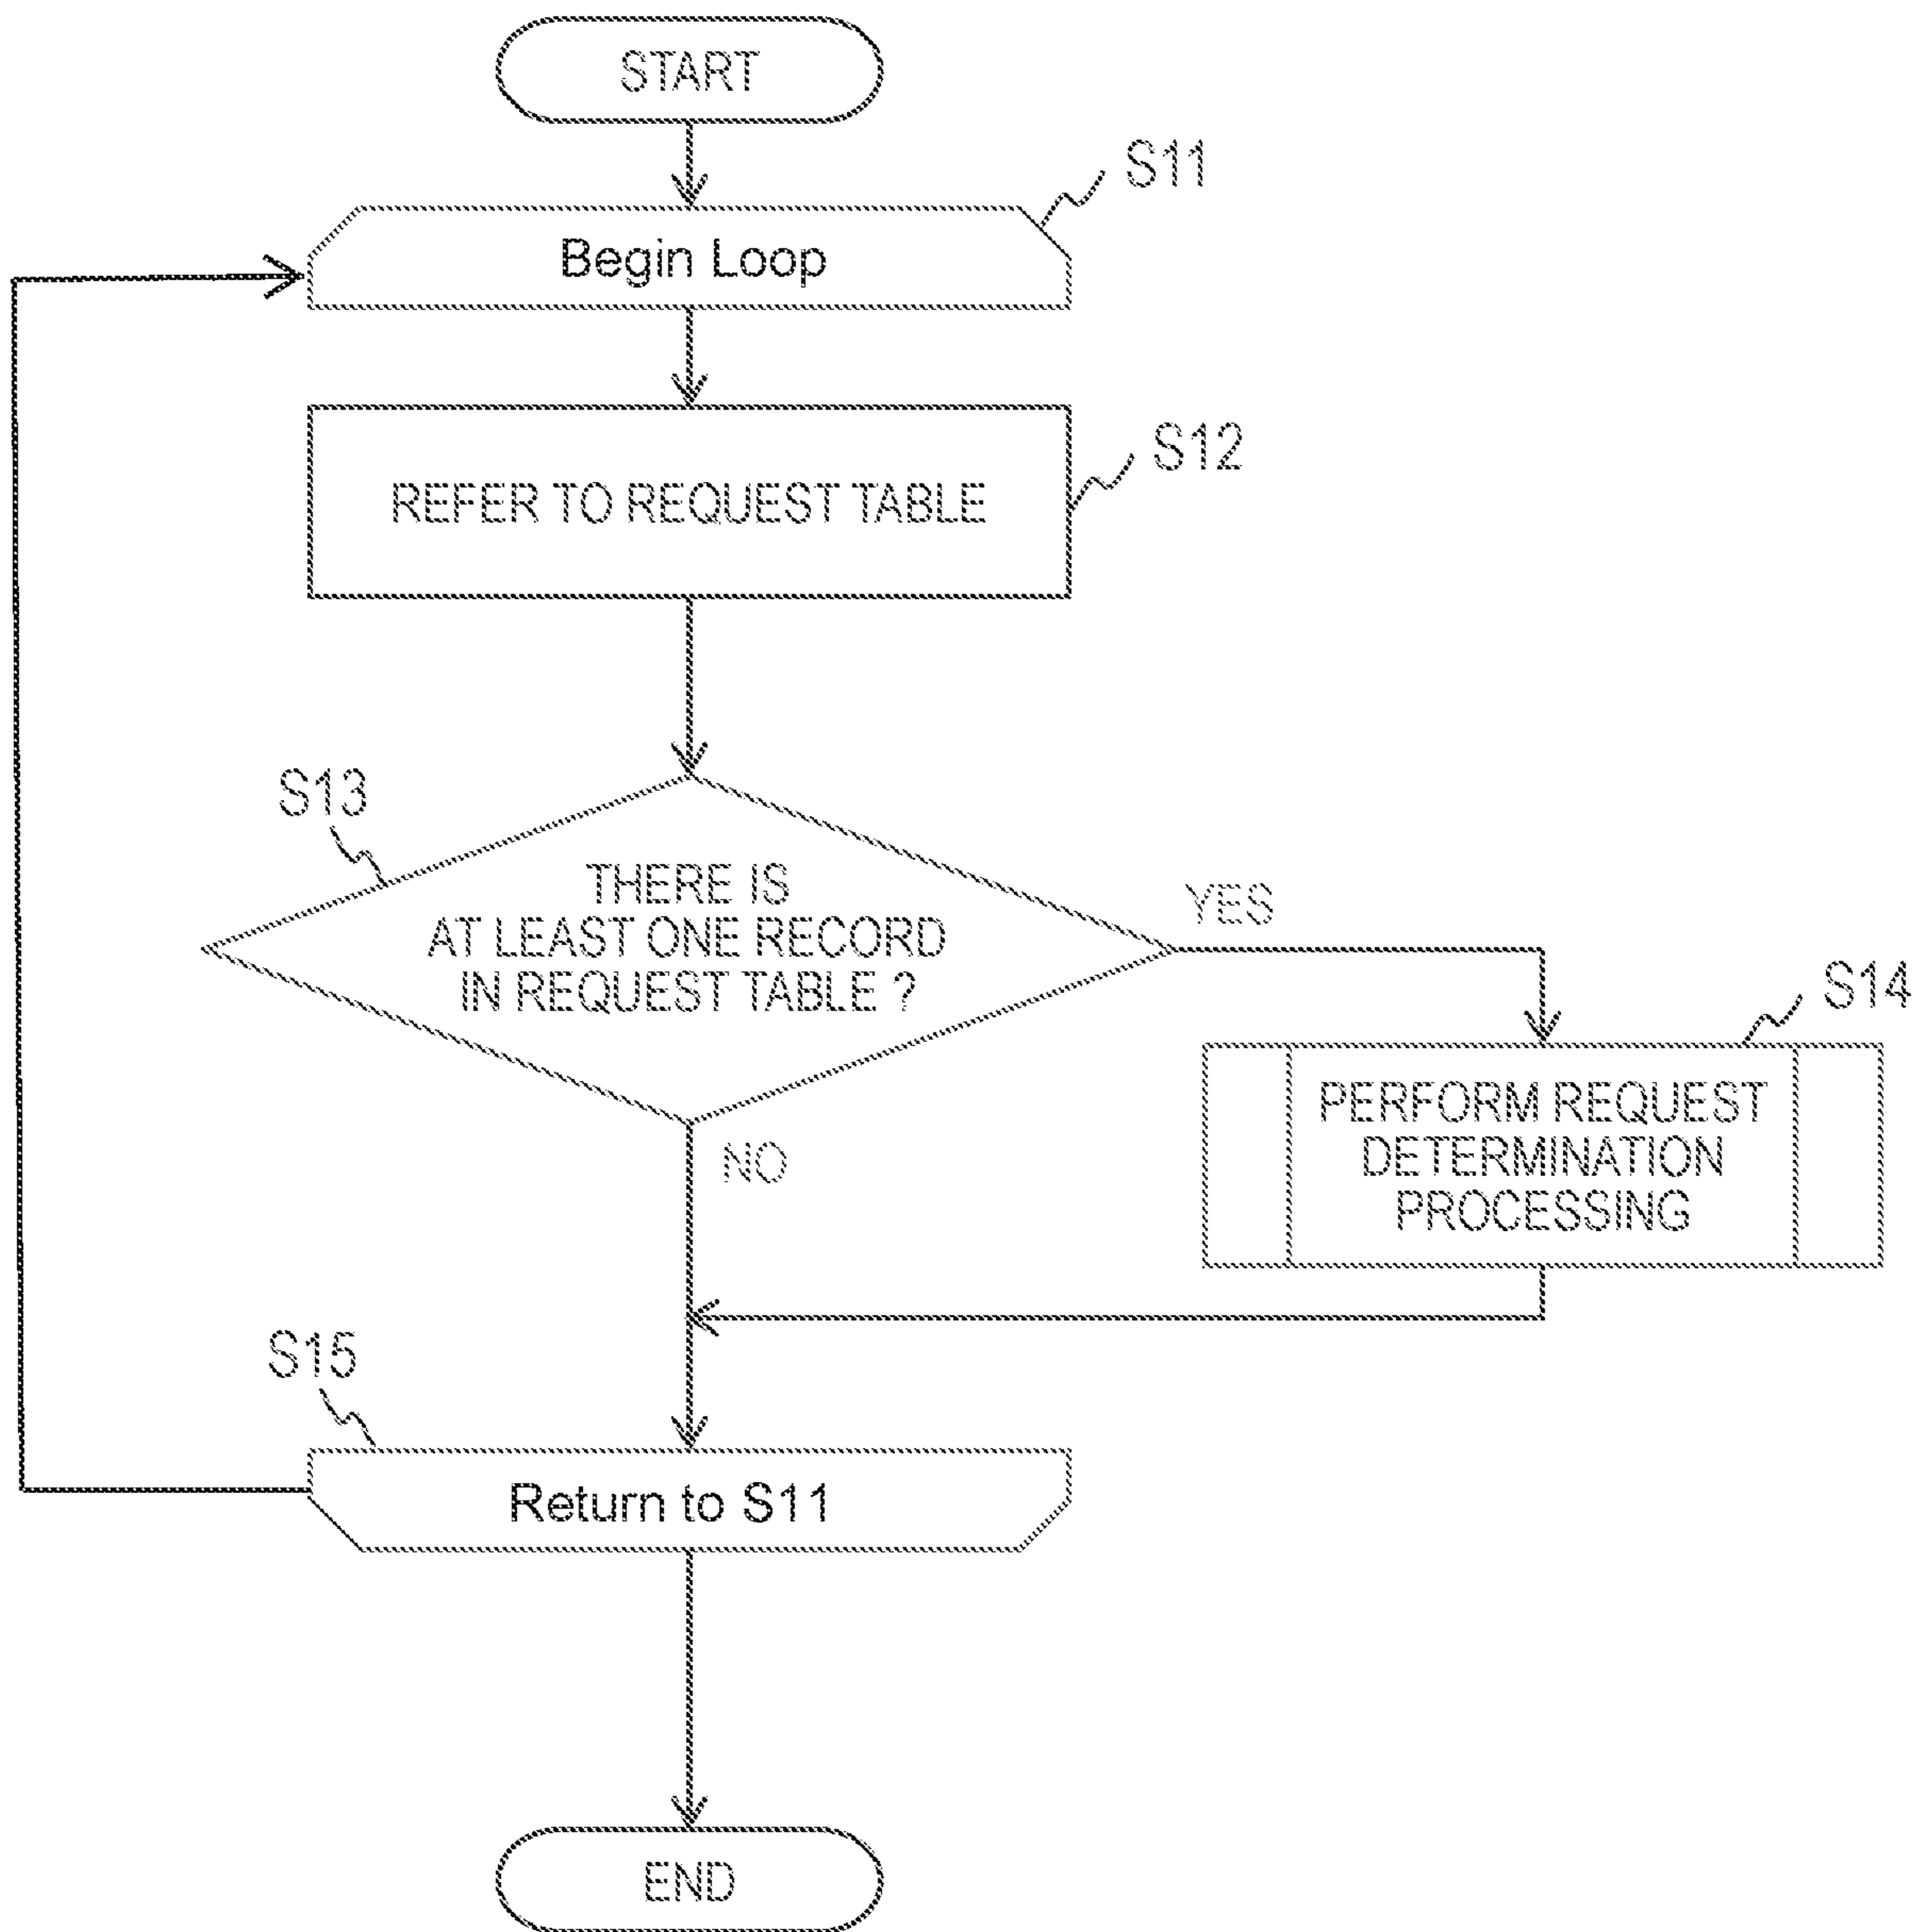 START
S11
Begin Loop
S12
REFER TO REQUEST TABLE
S13
THERE IS
AT LEAST ONE RECORD
IN REQUEST TABLE ?
YES
S14
PERFORM REQUEST
DETERMINATION
PROCESSING
NO
S15
Return to S11
END